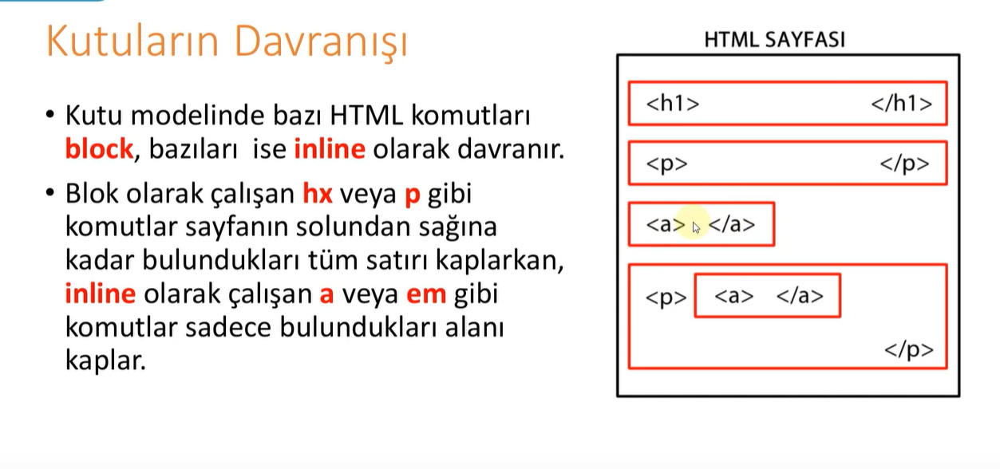 Kutuların Davranışı
• Kutu modelinde bazı HTML komutları
block, bazıları ise inline olarak davranır.
• Blok olarak çalışan hx veya p gibi
komutlar sayfanın solundan sağına
kadar bulundukları tüm satırı kaplarkan,
inline olarak çalışan a veya em gibi
komutlar sadece bulundukları alanı
kaplar.
HTML SAYFASI
<h1> </h1>
<p> </p>
<a> </a>
<p> <a> </a>
</p>